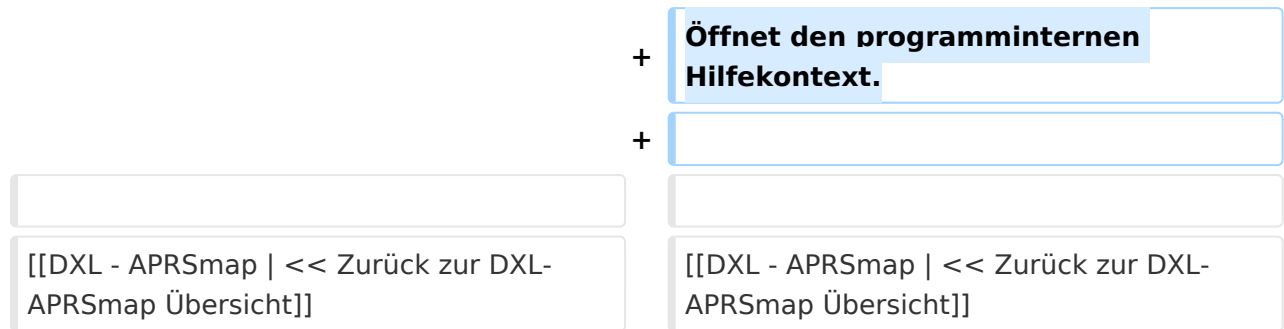 + Öffnet den programminternen
Hilfekontext.
+
[[DXL - APRSmap | << Zurück zur DXL-
APRSmap Übersicht]]
[[DXL - APRSmap | << Zurück zur DXL-
APRSmap Übersicht]]